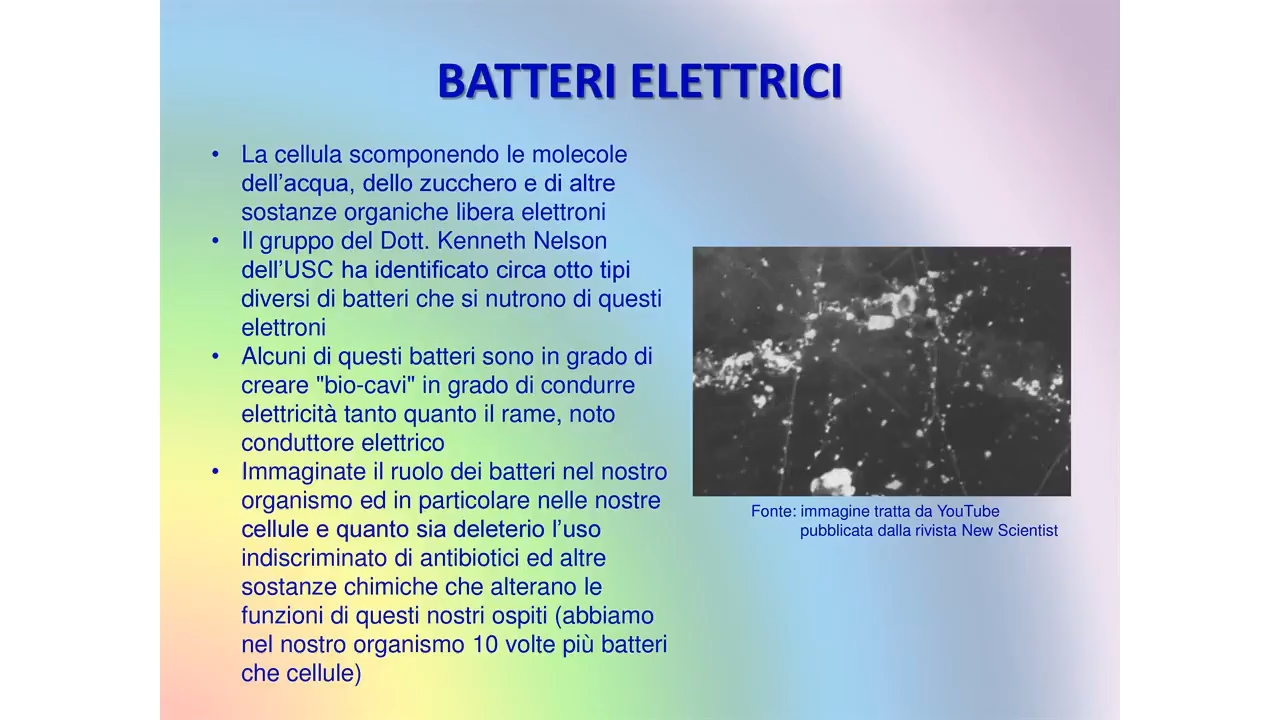 BATTERI ELETTRICI
• La cellula scomponendo le molecole
dell’acqua, dello zucchero e di altre
sostanze organiche libera elettroni
• Il gruppo del Dott. Kenneth Nelson
dell’USC ha identificato circa otto tipi
diversi di batteri che si nutrono di questi
elettroni
• Alcuni di questi batteri sono in grado di
creare "bio-cavi" in grado di condurre
elettricità tanto quanto il rame, noto
conduttore elettrico
• Immaginate il ruolo dei batteri nel nostro
organismo ed in particolare nelle nostre
cellule e quanto sia deleterio l’uso
indiscriminato di antibiotici ed altre
sostanze chimiche che alterano le
funzioni di questi nostri ospiti (abbiamo
nel nostro organismo 10 volte più batteri
che cellule)
Fonte: immagine tratta da YouTube
pubblicata dalla rivista New Scientist